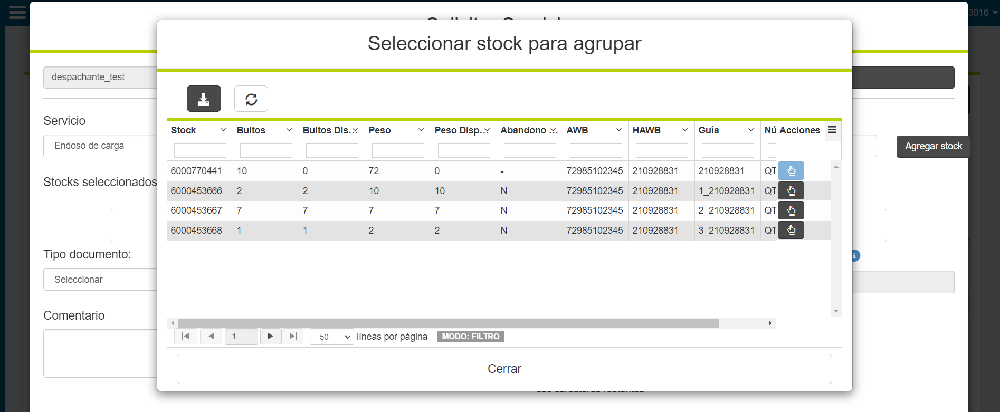 3016
Seleccionar stock para agrupar
despachante_test
Servicio
Endoso de carga
Agregar stock
Stocks seleccionados
Tipo documento:
Seleccionar
Comentario
Stock Bultos Bultos Dis... Peso Peso Disp... Abandono ... AWB HAWB Guía Nú Acciones
6000770441 10 0 72 0 - 72985102345 210928831 210928831 QT
6000453666 2 2 10 10 N 72985102345 210928831 1_210928831 QT
6000453667 7 7 7 7 N 72985102345 210928831 2_210928831 QT
6000453668 1 1 2 2 N 72985102345 210928831 3_210928831 QT
1 50 líneas por página MODO: FILTRO
Cerrar